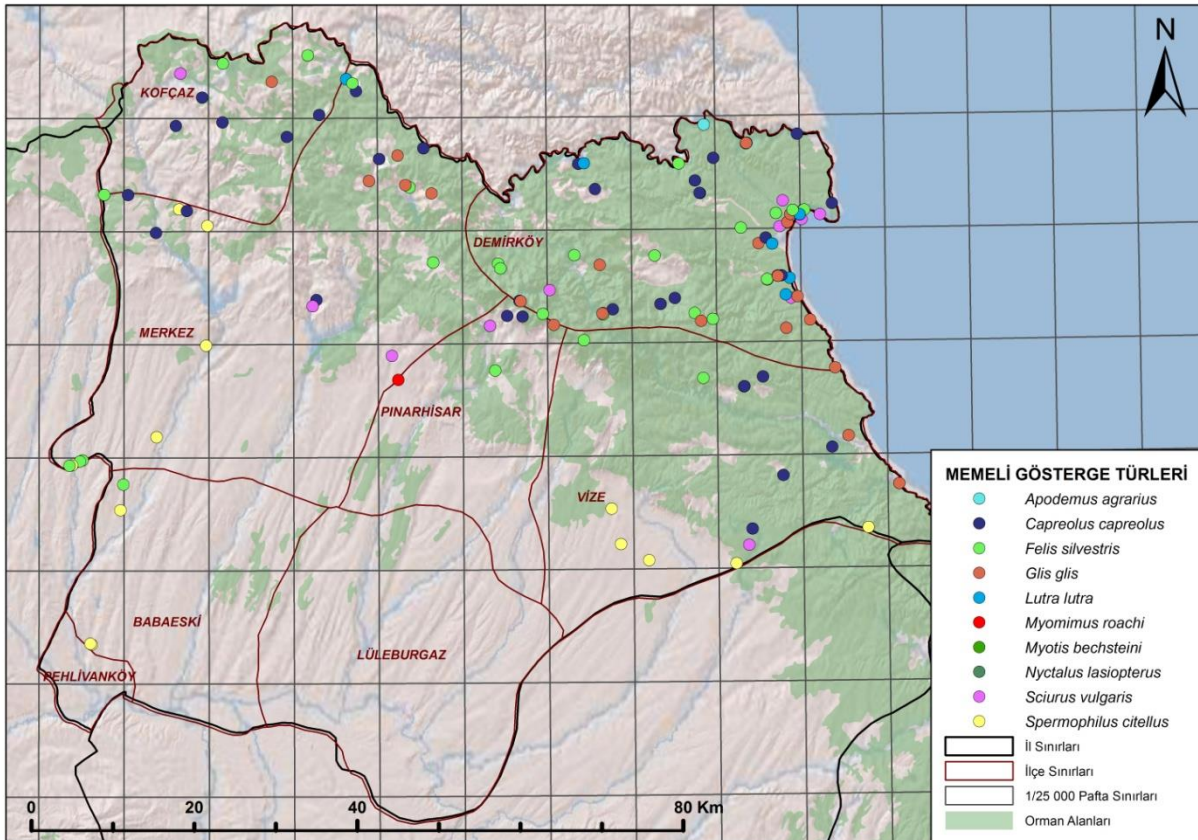 N
KOFÇAZ
DEMİRKÖY
MERKEZ
PINARHİSAR
VİZE
BABAESKİ
LÜLEBURGAZ
PEHLİVANKÖY
MEMELİ GÖSTERGE TÜRLERİ
Apodemus agrarius
Capreolus capreolus
Felis silvestris
Glis glis
Lutra lutra
Myomimus roachi
Myotis bechsteini
Nyctalus lasiopterus
Sciurus vulgaris
Spermophilus citellus
İl Sınırları
İlçe Sınırları
1/25 000 Pafta Sınırları
Orman Alanları
0 20 40 80 Km